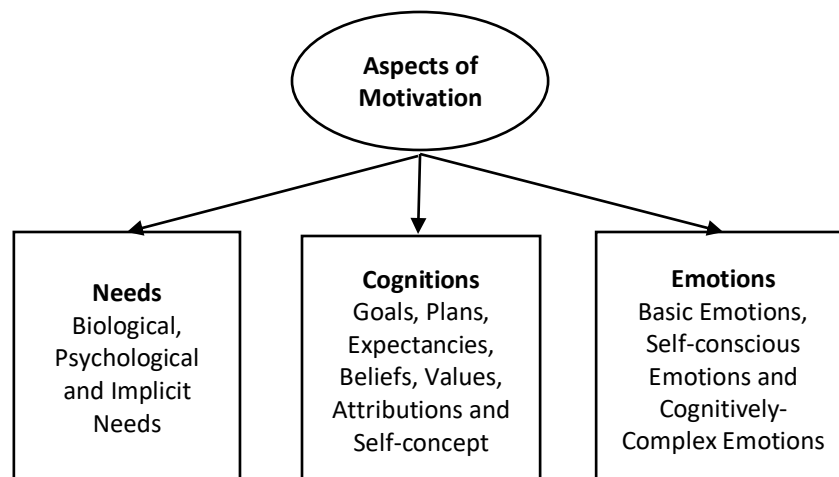 Aspects of
Motivation
Needs
Biological,
Psychological
and Implicit
Needs
Cognitions
Goals, Plans,
Expectancies,
Beliefs, Values,
Attributions and
Self-concept
Emotions
Basic Emotions,
Self-conscious
Emotions and
Cognitively-
Complex Emotions